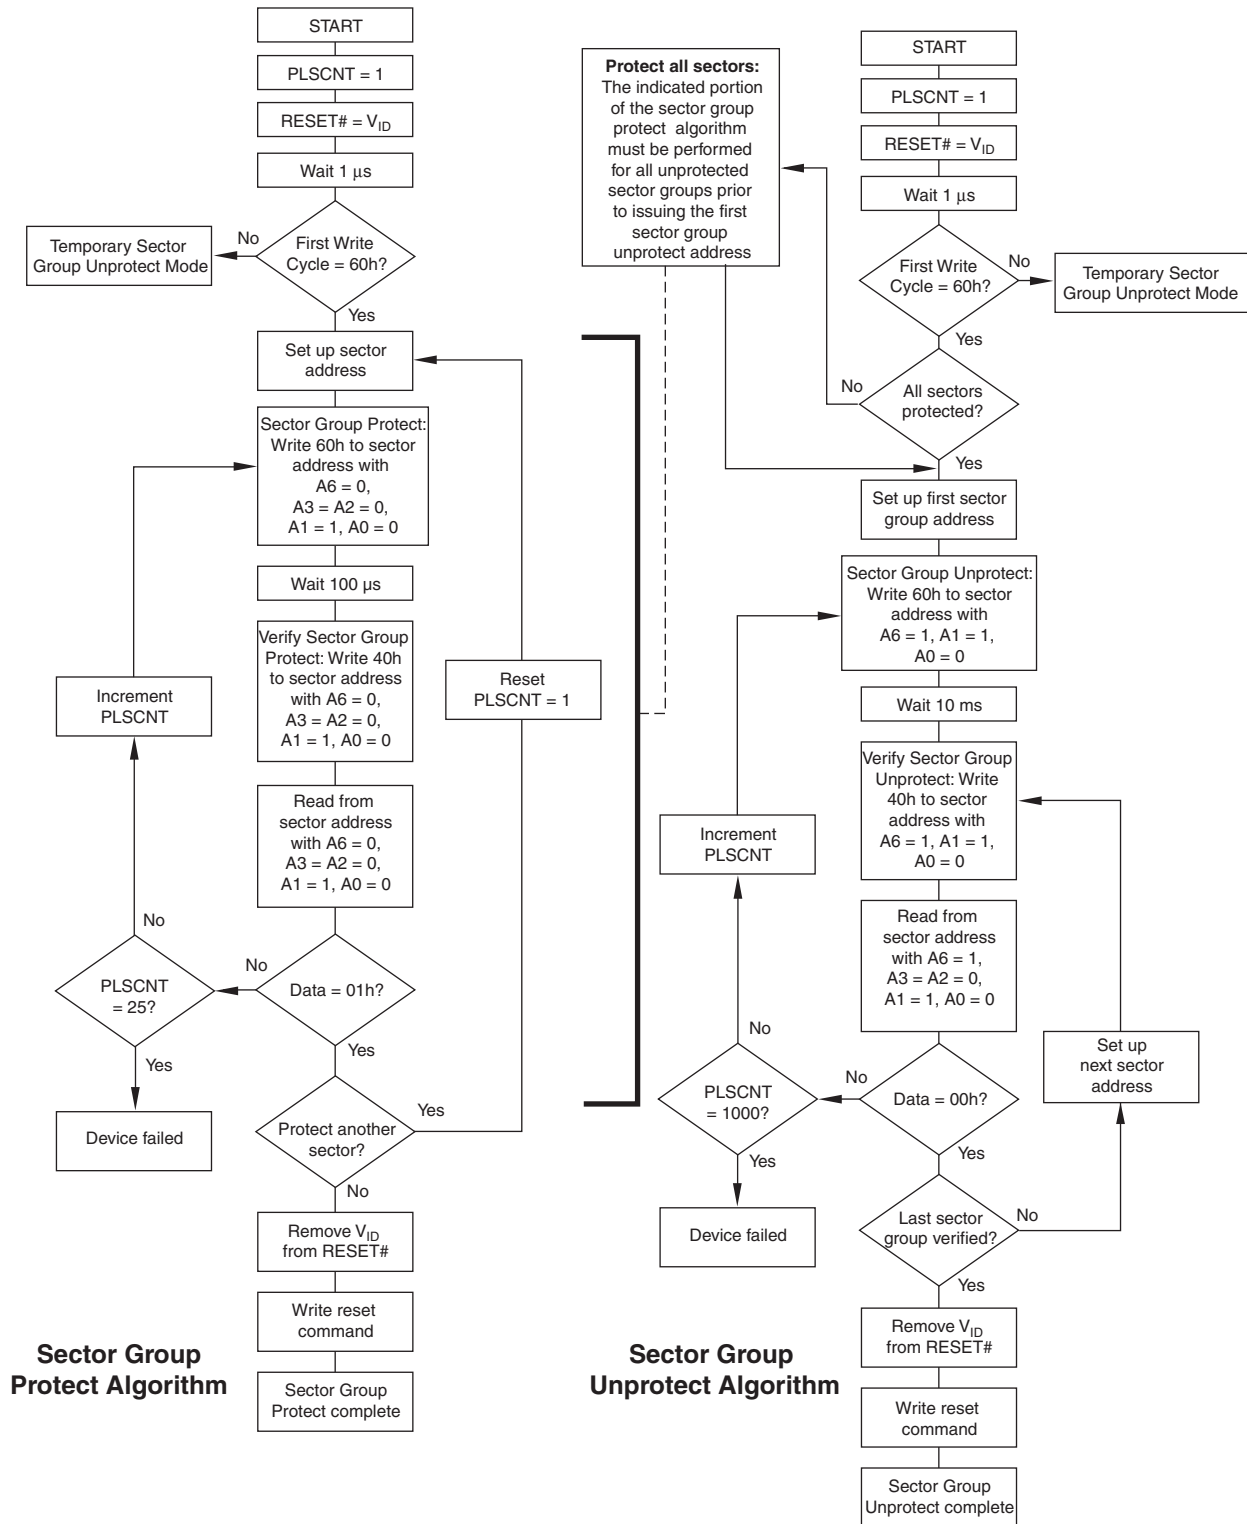 START
PLSCNT = 1
RESET# = VID
Wait 1 μs
First Write
Cycle = 60h?
No
Temporary Sector
Group Unprotect Mode
Yes
Set up sector
address
Sector Group Protect:
Write 60h to sector
address with
A6 = 0,
A3 = A2 = 0,
A1 = 1, A0 = 0
Wait 100 μs
Verify Sector Group
Protect: Write 40h
to sector address
with A6 = 0,
A3 = A2 = 0,
A1 = 1, A0 = 0
Increment
PLSCNT
Reset
PLSCNT = 1
Read from
sector address
with A6 = 0,
A3 = A2 = 0,
A1 = 1, A0 = 0
No
PLSCNT
= 25?
No
Data = 01h?
Yes
Yes
Device failed
Protect another
sector?
Yes
No
Remove VID
from RESET#
Write reset
command
Sector Group
Protect complete
Sector Group
Protect Algorithm
Protect all sectors:
The indicated portion
of the sector group
protect algorithm
must be performed
for all unprotected
sector groups prior
to issuing the first
sector group
unprotect address
START
PLSCNT = 1
RESET# = VID
Wait 1 μs
First Write
Cycle = 60h?
No
Temporary Sector
Group Unprotect Mode
Yes
No
All sectors
protected?
Yes
Set up first sector
group address
Sector Group Unprotect:
Write 60h to sector
address with
A6 = 1, A1 = 1,
A0 = 0
Wait 10 ms
Verify Sector Group
Unprotect: Write
40h to sector
address with
A6 = 1, A1 = 1,
A0 = 0
Increment
PLSCNT
Read from
sector address
with A6 = 1,
A3 = A2 = 0,
A1 = 1, A0 = 0
No
PLSCNT
= 1000?
No
Data = 00h?
Set up
next sector
address
Yes
Yes
Device failed
Last sector
group verified?
No
Yes
Remove VID
from RESET#
Write reset
command
Sector Group
Unprotect complete
Sector Group
Unprotect Algorithm